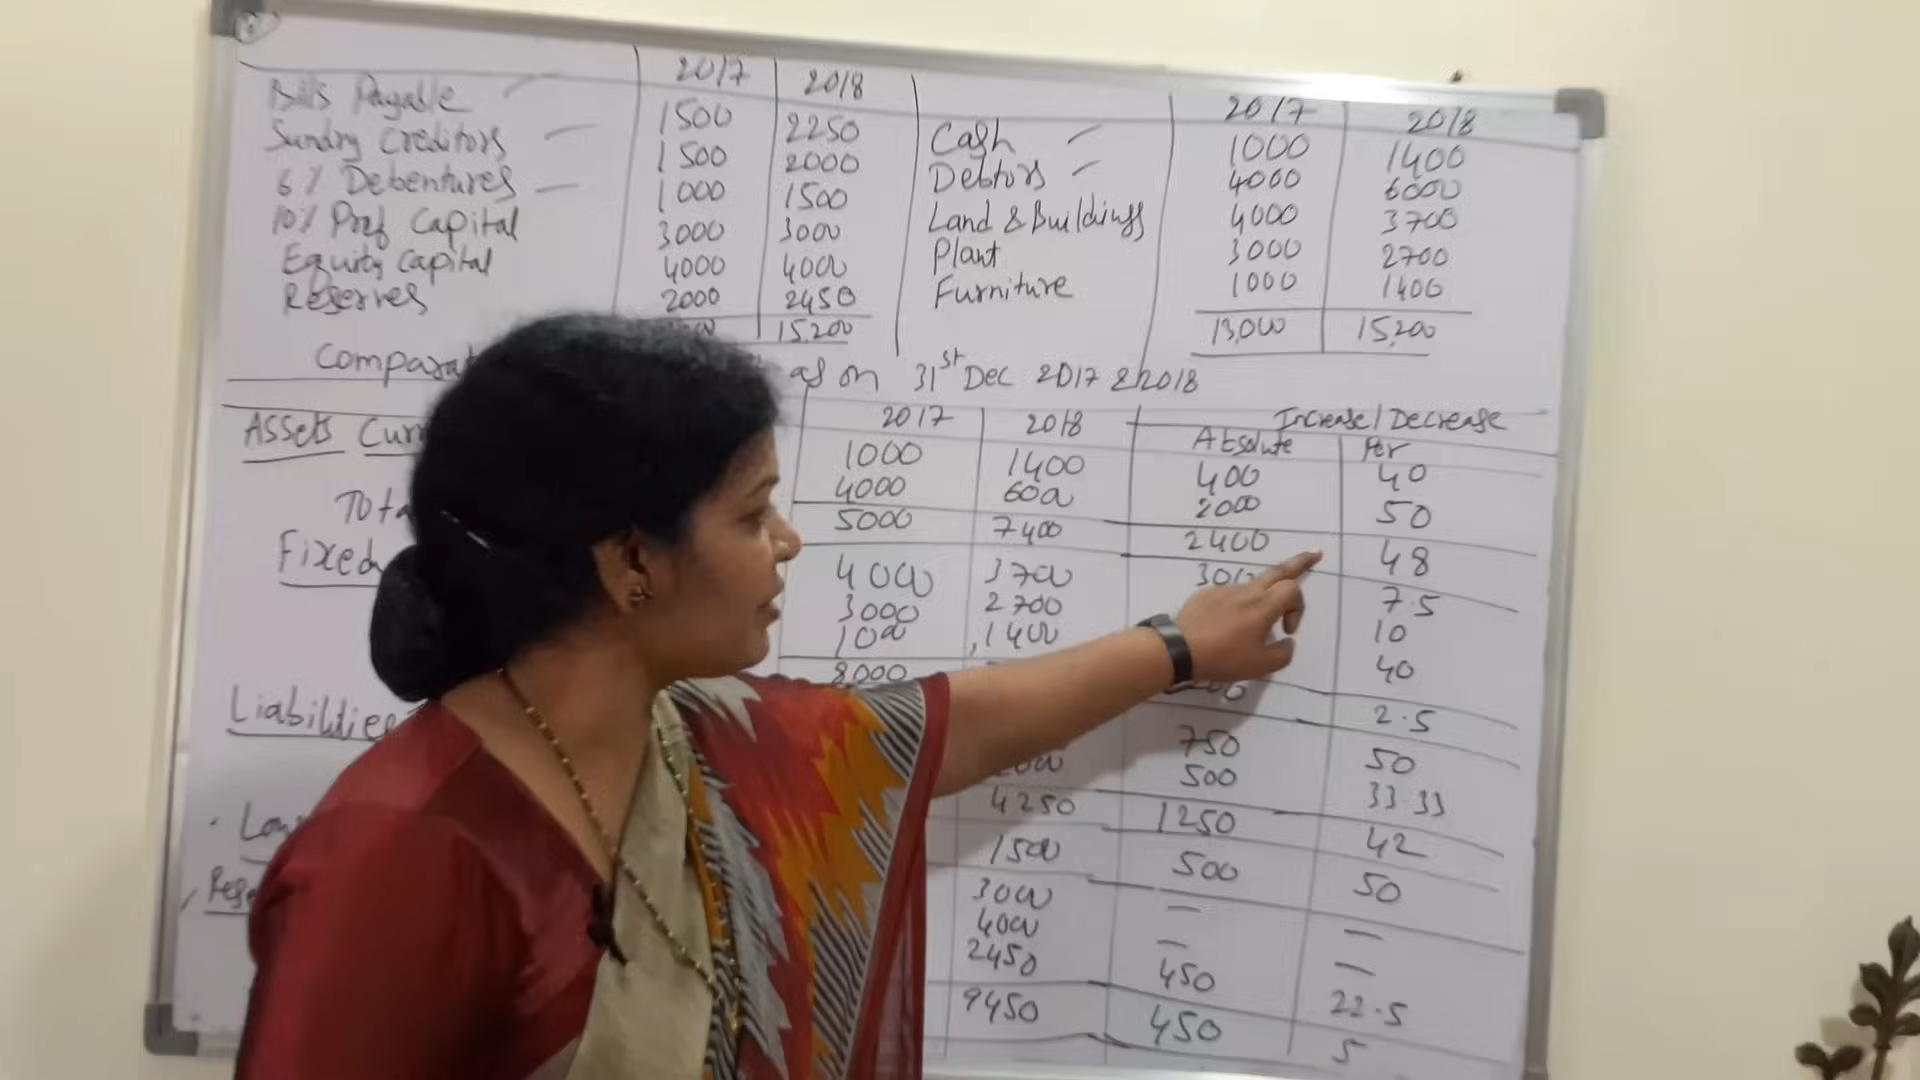 2017 2018 2017 2018
Bills Payable 1500 2250 Cash 1000 1400
Sundry Creditors 1500 2000 Debtors 4000 6000
6% Debentures 1000 1500 Land & Buildings 4000 3700
10% Pref Capital 3000 3000 Plant 3000 2700
Equity Capital 4000 4000 Furniture 1000 1400
Reserves 2000 2450
15,200 13,000 15,200
as on 31st Dec 2017 & 2018
Assets 2017 2018 Increase/Decrease
Absolute Per
1000 1400 400 40
4000 6000 2000 50
5000 7400 2400 48
Fixed
4000 3700 7.5
3000 2700 10
1000 1400 40
8000 2.5
Liabilities
750 50
500 33.33
4250 1250 42
1500 500 50
3000 — —
4000 — —
2450 450 22.5
9450 450 5